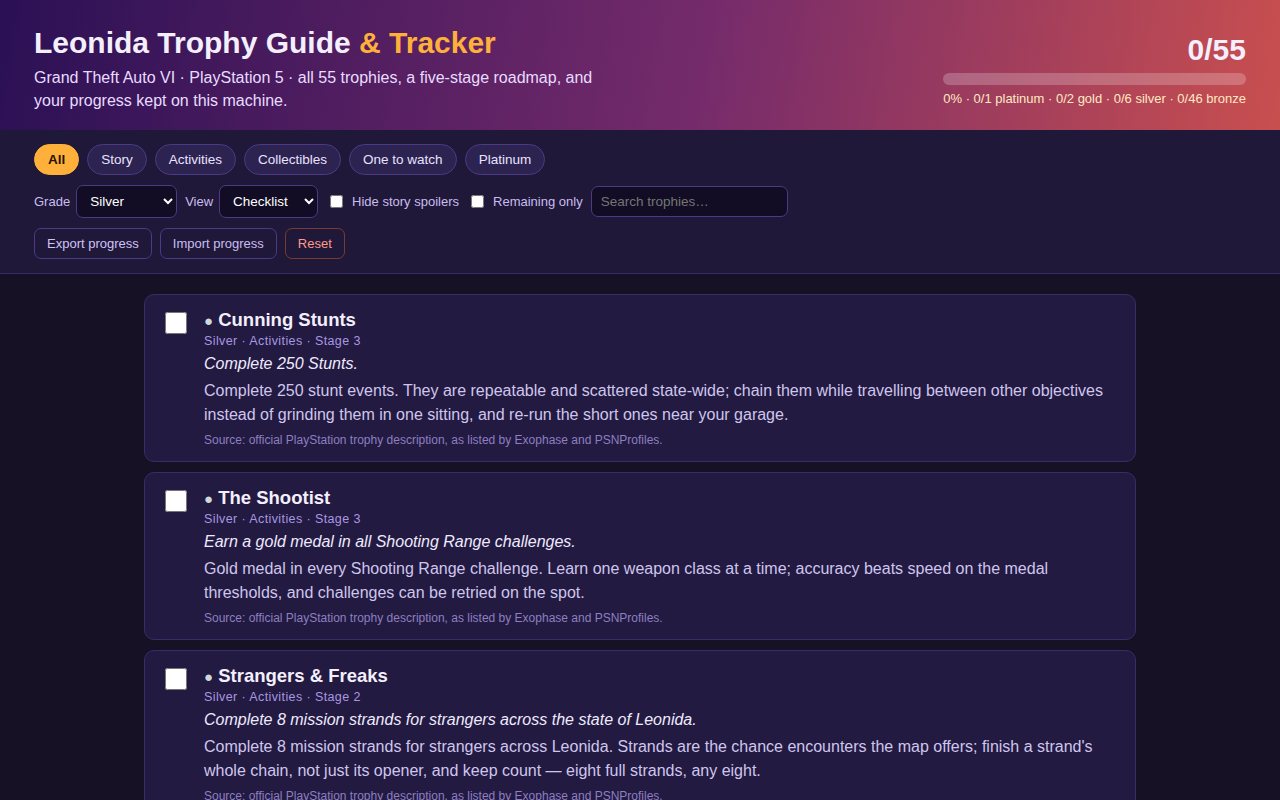 Leonida Trophy Guide & Tracker
Grand Theft Auto VI · PlayStation 5 · all 55 trophies, a five-stage roadmap, and
your progress kept on this machine.
0/55
0% · 0/1 platinum · 0/2 gold · 0/6 silver · 0/46 bronze
All Story Activities Collectibles One to watch Platinum
Grade Silver View Checklist Hide story spoilers Remaining only Search trophies…
Export progress Import progress Reset
● Cunning Stunts
Silver · Activities · Stage 3
Complete 250 Stunts.
Complete 250 stunt events. They are repeatable and scattered state-wide; chain them while travelling between other objectives
instead of grinding them in one sitting, and re-run the short ones near your garage.
Source: official PlayStation trophy description, as listed by Exophase and PSNProfiles.
● The Shootist
Silver · Activities · Stage 3
Earn a gold medal in all Shooting Range challenges.
Gold medal in every Shooting Range challenge. Learn one weapon class at a time; accuracy beats speed on the medal
thresholds, and challenges can be retried on the spot.
Source: official PlayStation trophy description, as listed by Exophase and PSNProfiles.
● Strangers & Freaks
Silver · Activities · Stage 2
Complete 8 mission strands for strangers across the state of Leonida.
Complete 8 mission strands for strangers across Leonida. Strands are the chance encounters the map offers; finish a strand's
whole chain, not just its opener, and keep count — eight full strands, any eight.
Source: official PlayStation trophy description, as listed by Exophase and PSNProfiles.